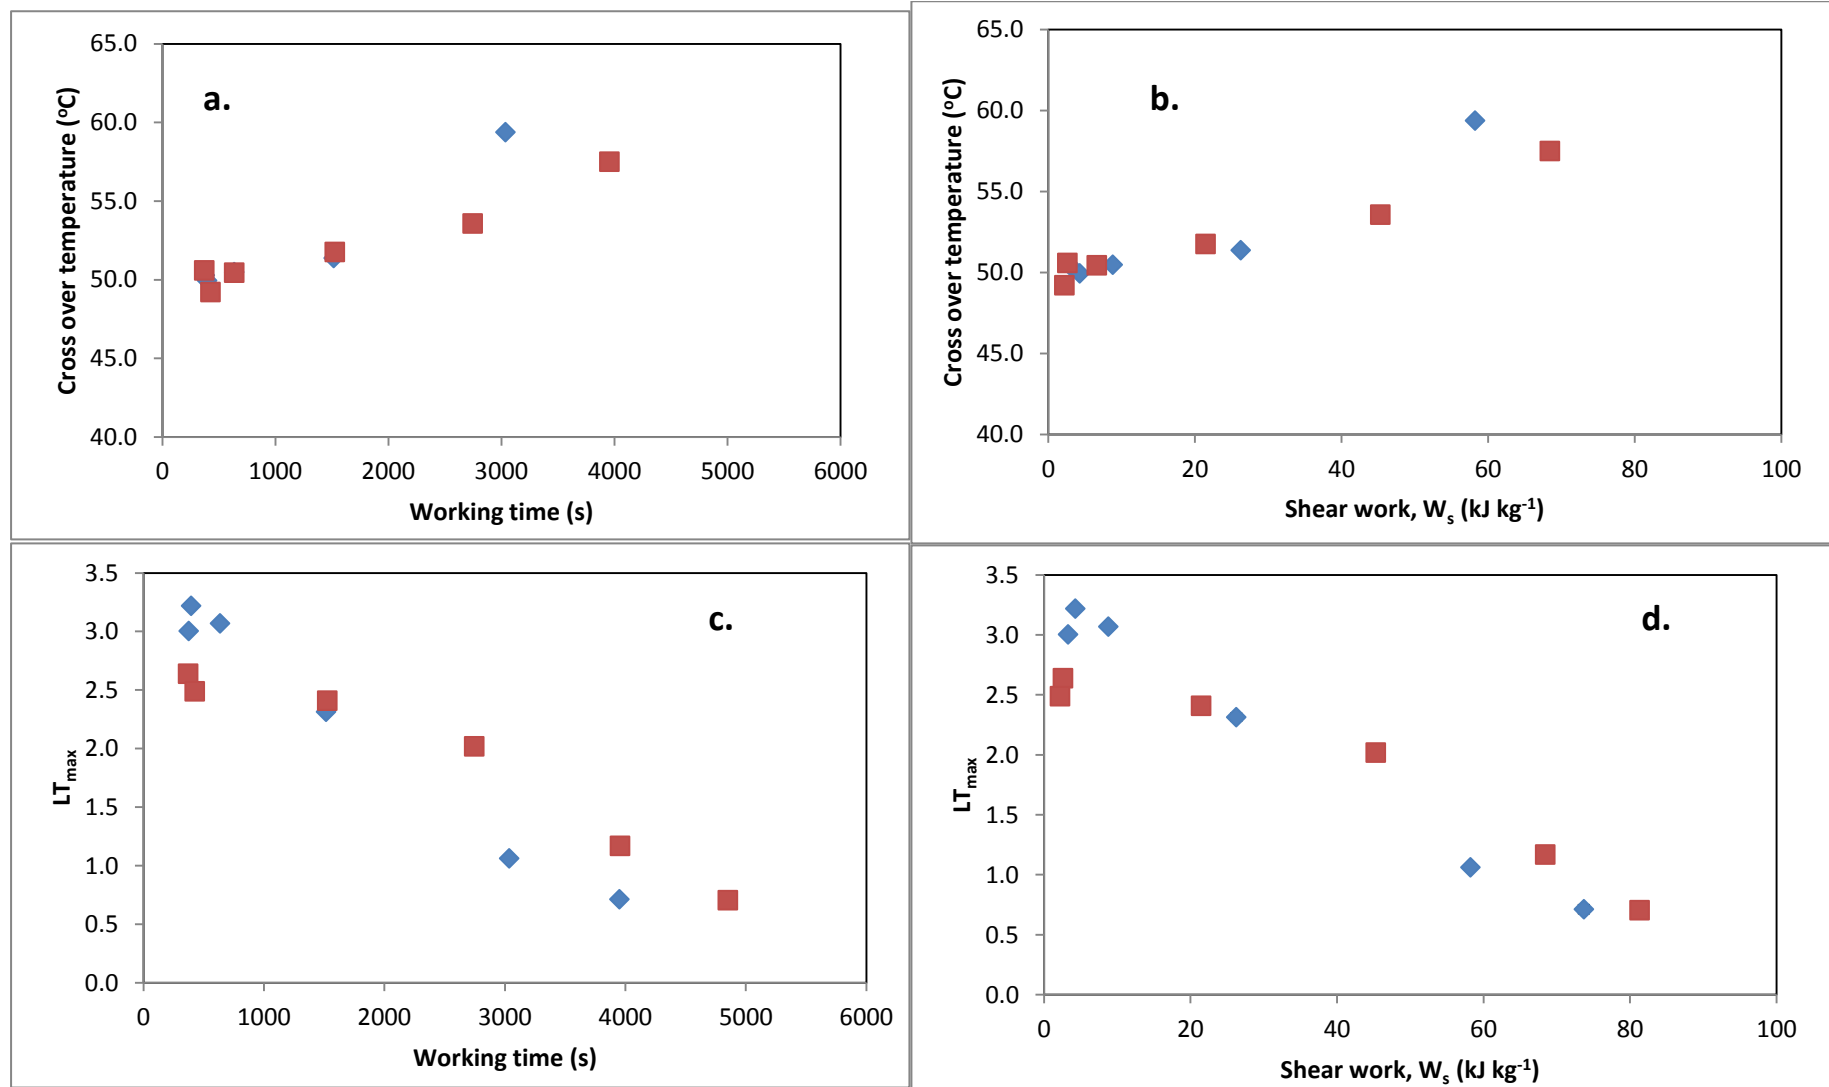 a.
65.0
60.0
55.0
50.0
45.0
40.0
Cross over temperature (ºC)
0 1000 2000 3000 4000 5000 6000
Working time (s)
b.
65.0
60.0
55.0
50.0
45.0
40.0
Cross over temperature (ºC)
0 20 40 60 80 100
Shear work, Ws (kJ kg-1)
c.
3.5
3.0
2.5
2.0
1.5
1.0
0.5
0.0
LTmax
0 1000 2000 3000 4000 5000 6000
Working time (s)
d.
3.5
3.0
2.5
2.0
1.5
1.0
0.5
0.0
LTmax
0 20 40 60 80 100
Shear work, Ws (kJ kg-1)